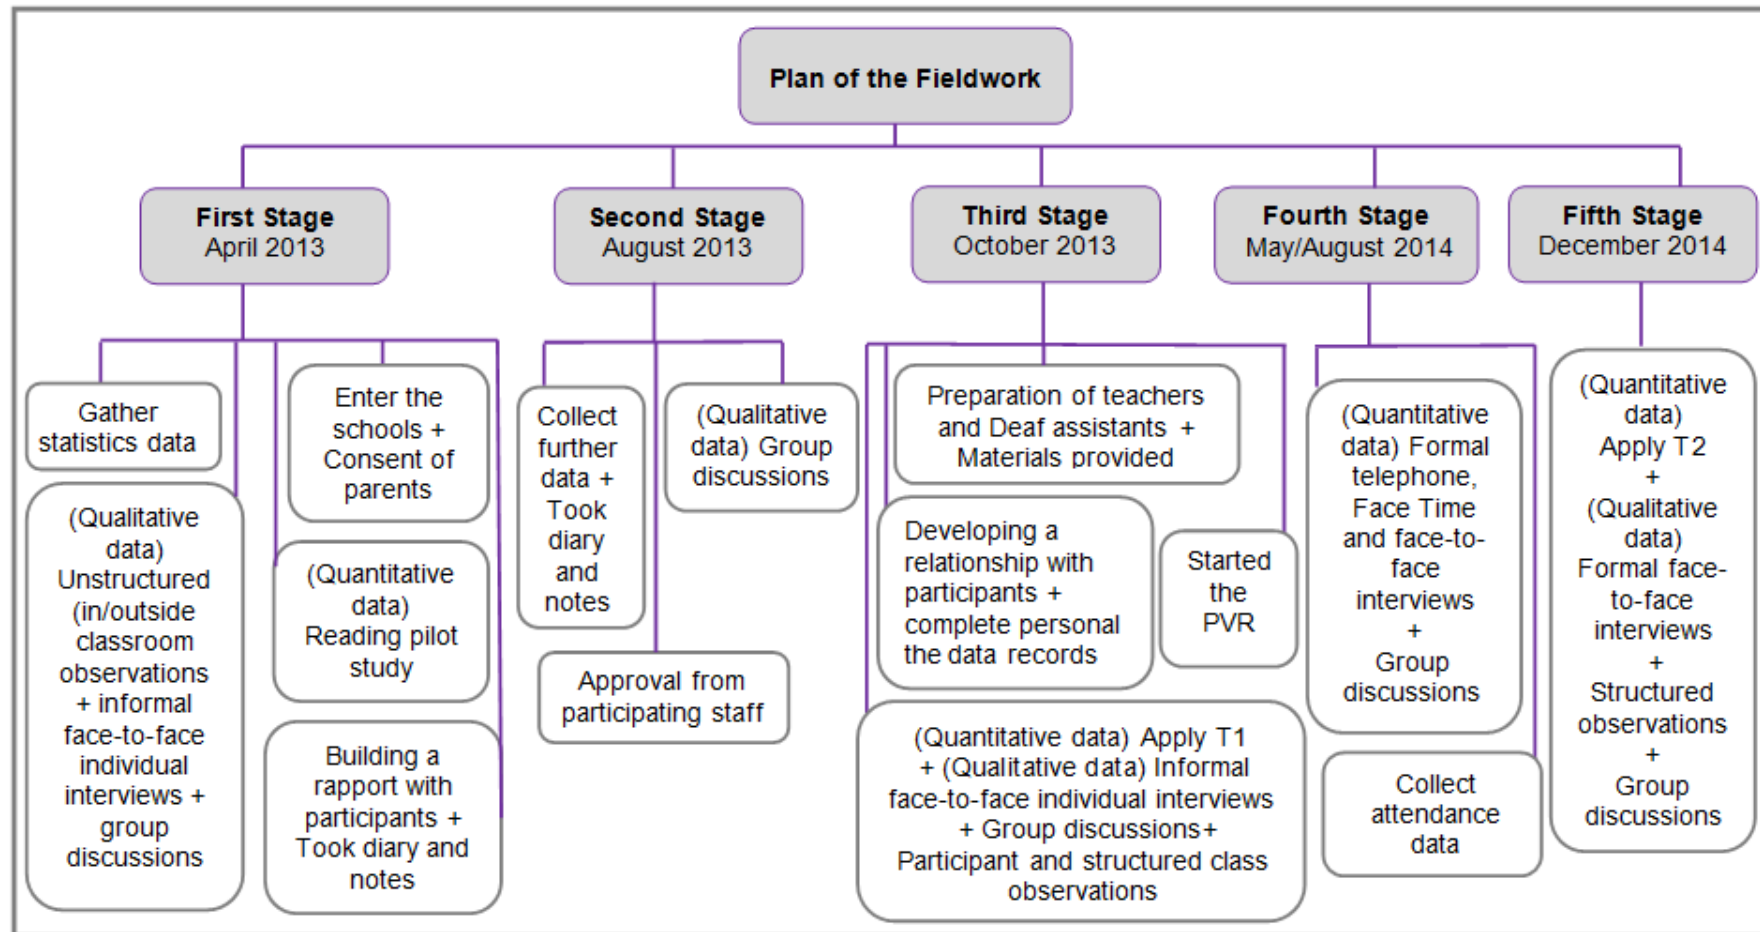 Plan of the Fieldwork
First Stage
April 2013
Second Stage
August 2013
Third Stage
October 2013
Fourth Stage
May/August 2014
Fifth Stage
December 2014
Gather
statistics data
(Qualitative
data)
Unstructured
(in/outside
classroom
observations
+ informal
face-to-face
individual
interviews +
group
discussions
Enter the
schools +
Consent of
parents
(Quantitative
data)
Reading pilot
study
Building a
rapport with
participants +
Took diary and
notes
Collect
further
data +
Took
diary
and
notes
(Qualitative
data) Group
discussions
Approval from
participating staff
Preparation of teachers
and Deaf assistants +
Materials provided
Developing a
relationship with
participants +
complete personal
the data records
Started
the
PVR
(Quantitative data) Apply T1
+ (Qualitative data) Informal
face-to-face individual interviews
+ Group discussions+
Participant and structured class
observations
(Quantitative
data) Formal
telephone,
Face Time
and face-to-
face
interviews
+
Group
discussions
Collect
attendance
data
(Quantitative
data)
Apply T2
+
(Qualitative
data)
Formal face-
to-face
interviews
+
Structured
observations
+
Group
discussions